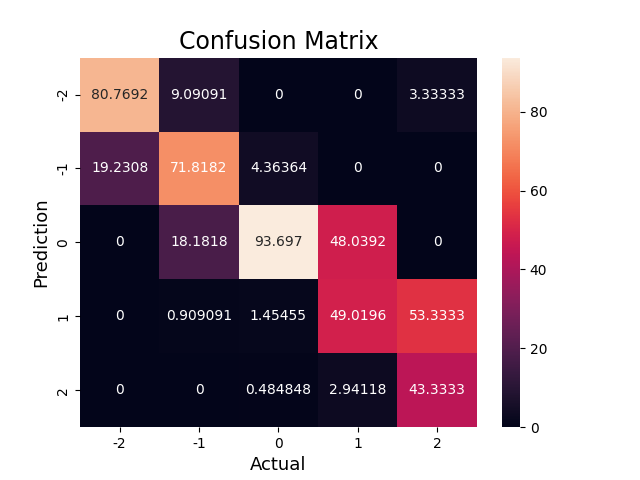 Confusion Matrix
Prediction
-2 80.7692 9.09091 0 0 3.33333
-1 19.2308 71.8182 4.36364 0 0
0 0 18.1818 93.697 48.0392 0
1 0 0.909091 1.45455 49.0196 53.3333
2 0 0 0.484848 2.94118 43.3333
-2 -1 0 1 2
Actual
80
60
40
20
0